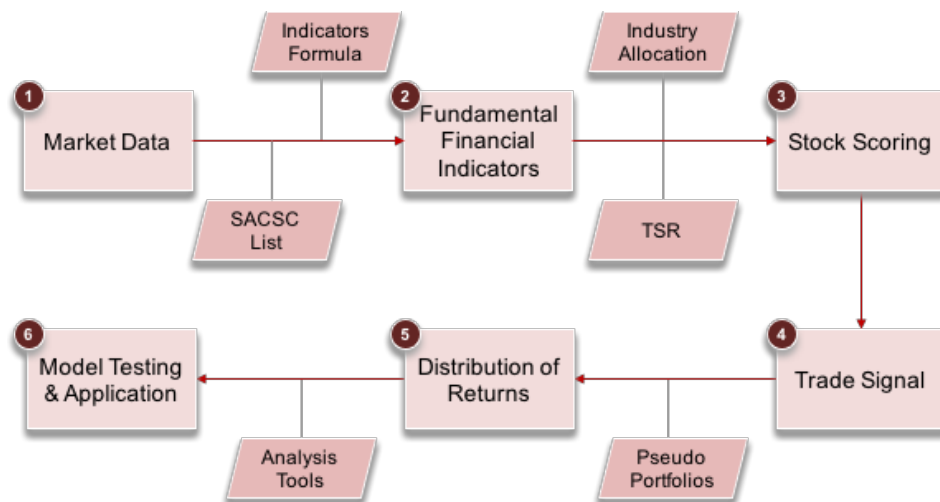 Indicators
Formula
Industry
Allocation
1
Market Data
2
Fundamental
Financial
Indicators
3
Stock Scoring
SACSC
List
TSR
6
Model Testing
& Application
5
Distribution of
Returns
4
Trade Signal
Analysis
Tools
Pseudo
Portfolios